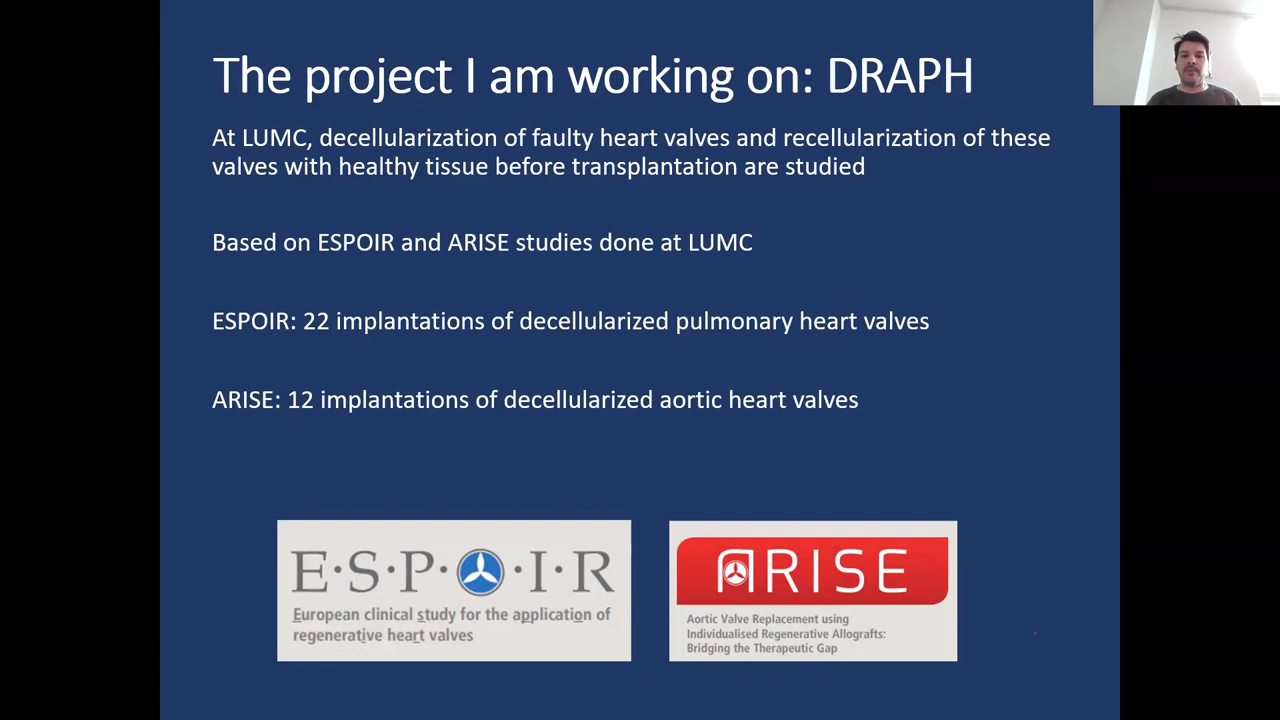 The project I am working on: DRAPH
At LUMC, decellularization of faulty heart valves and recellularization of these
valves with healthy tissue before transplantation are studied
Based on ESPOIR and ARISE studies done at LUMC
ESPOIR: 22 implantations of decellularized pulmonary heart valves
ARISE: 12 implantations of decellularized aortic heart valves
E·S·P·O·I·R
European clinical study for the application of
regenerative heart valves
ARISE
Aortic Valve Replacement using
Individualised Regenerative Allografts:
Bridging the Therapeutic Gap